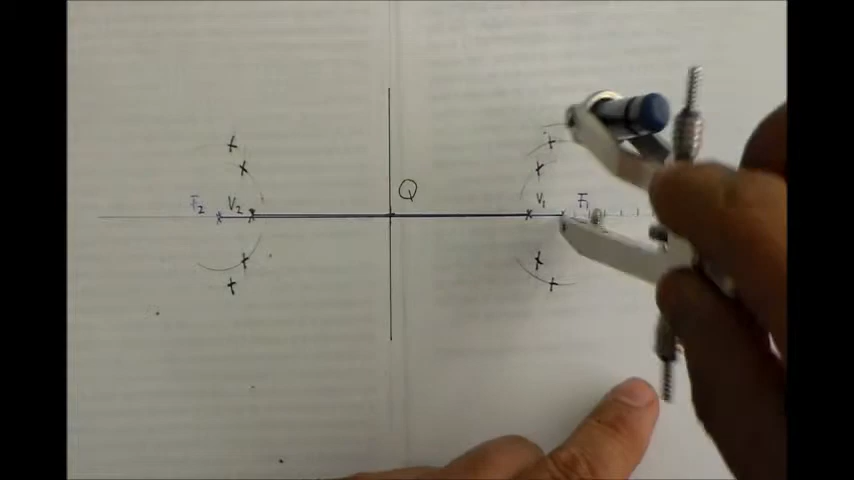 Q
F₂ V₂ V₁ F₁